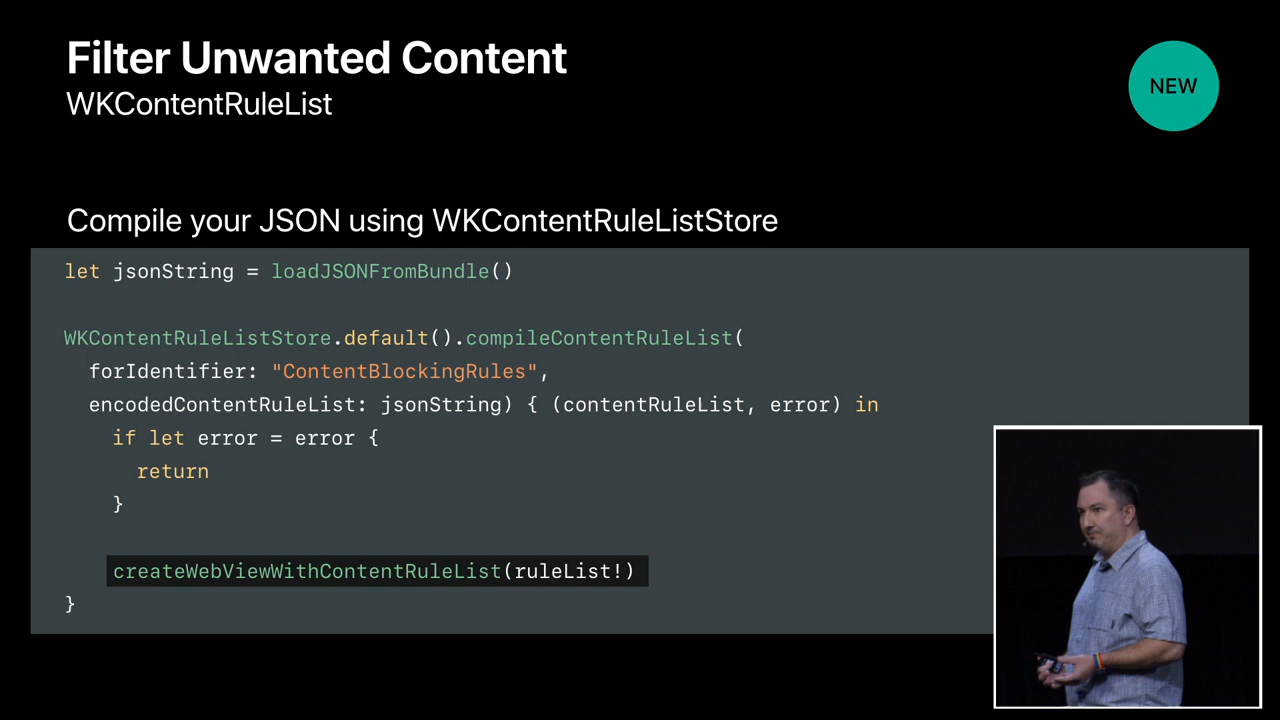 Filter Unwanted Content
WKContentRuleList
NEW
Compile your JSON using WKContentRuleListStore
let jsonString = loadJSONFromBundle()
WKContentRuleListStore.default().compileContentRuleList(
forIdentifier: "ContentBlockingRules",
encodedContentRuleList: jsonString) { (contentRuleList, error) in
if let error = error {
return
}
createWebViewWithContentRuleList(ruleList!)
}